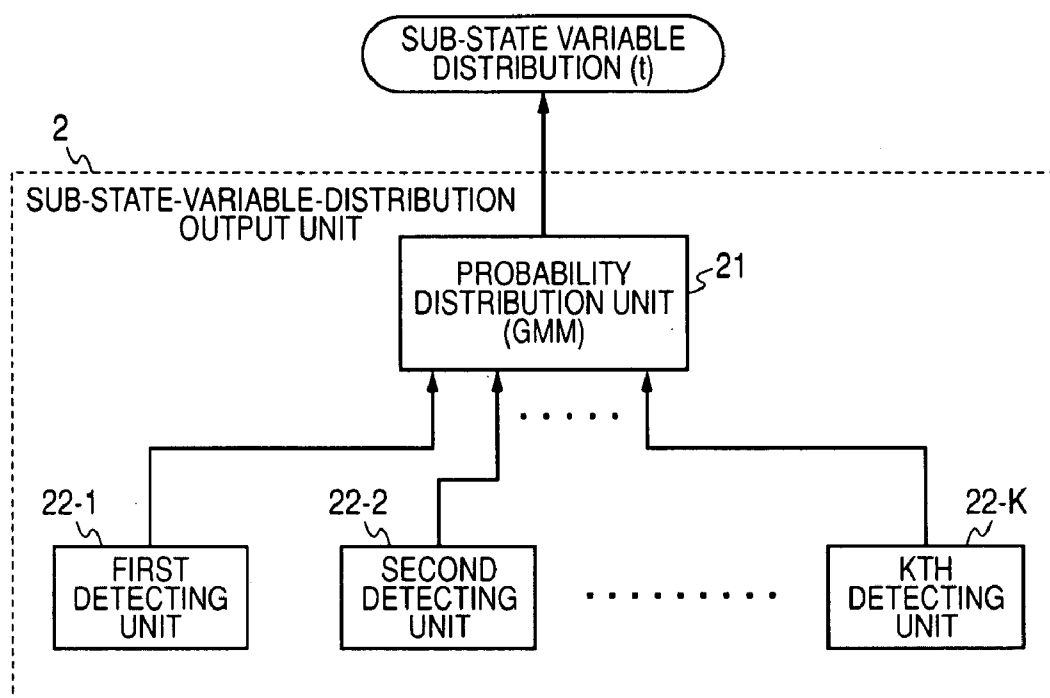 SUB-STATE VARIABLE
DISTRIBUTION (t)
2
SUB-STATE-VARIABLE-DISTRIBUTION
OUTPUT UNIT
PROBABILITY
DISTRIBUTION UNIT
(GMM)
21
22-1
22-2
22-K
FIRST
DETECTING
UNIT
SECOND
DETECTING
UNIT
KTH
DETECTING
UNIT